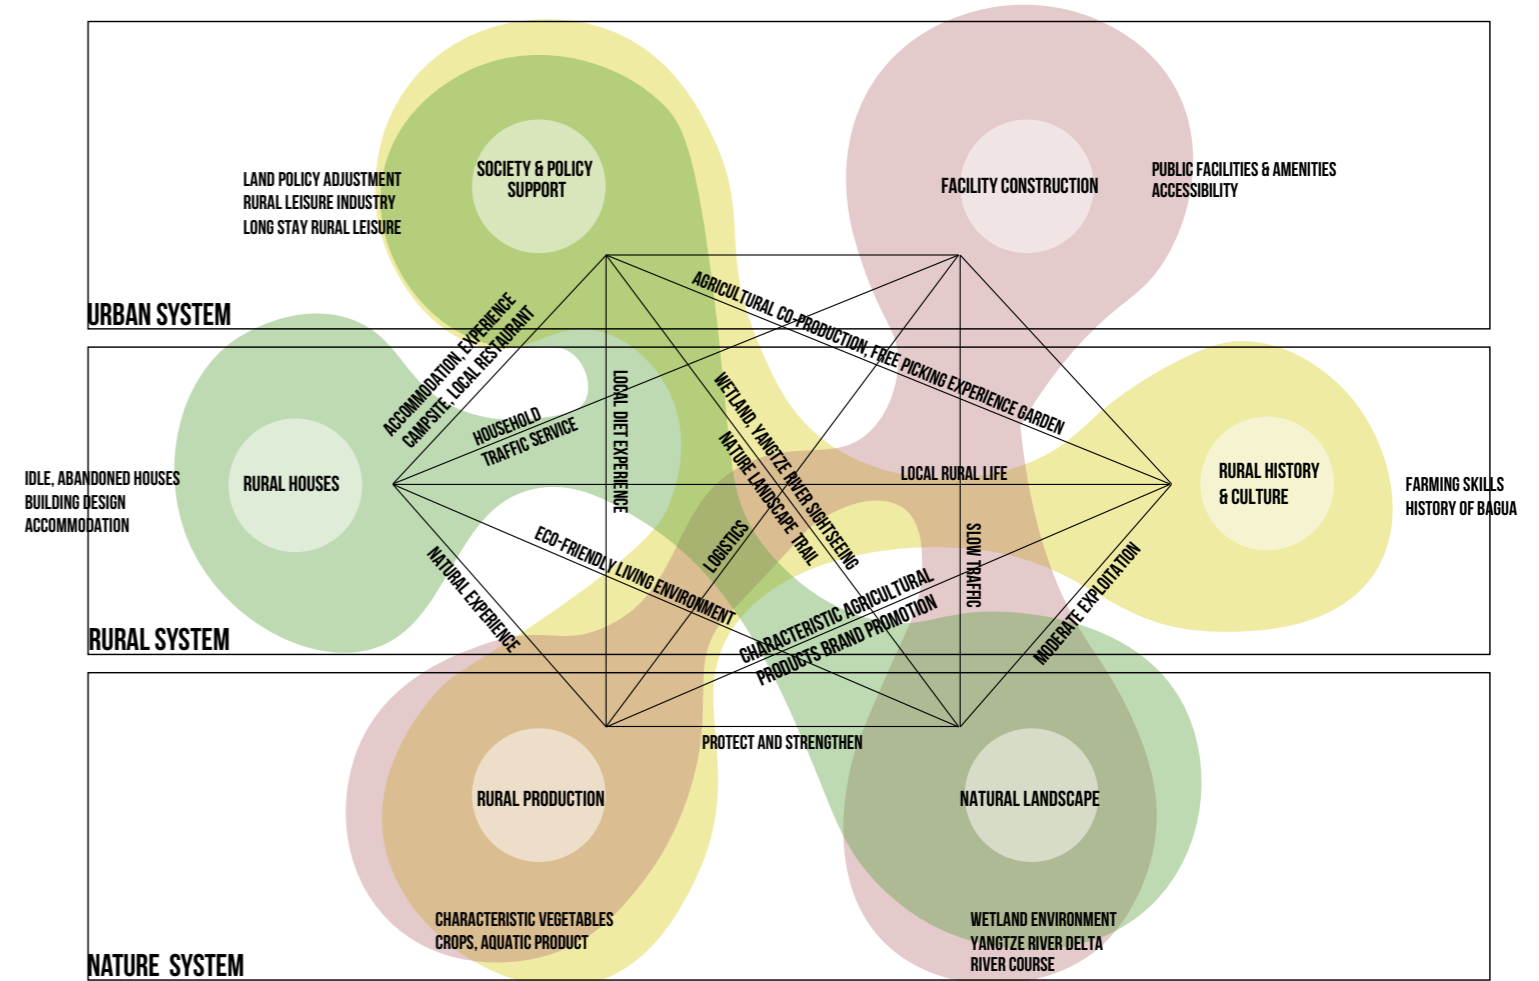 SOCIETY & POLICY
SUPPORT
FACILITY CONSTRUCTION
PUBLIC FACILITIES & AMENITIES
ACCESSIBILITY
LAND POLICY ADJUSTMENT
RURAL LEISURE INDUSTRY
LONG STAY RURAL LEISURE
URBAN SYSTEM
ACCOMMODATION, EXPERIENCE
CAMPSITE, LOCAL RESTAURANT
AGRICULTURAL CO-PRODUCTION, FREE PICKING EXPERIENCE GARDEN
HOUSEHOLD
TRAFFIC SERVICE
LOCAL DIET EXPERIENCE
WETLAND, YANGTZE RIVER SIGHTSEEING
NATURE LANDSCAPE TRAIL
LOCAL RURAL LIFE
RURAL HOUSES
IDLE, ABANDONED HOUSES
BUILDING DESIGN
ACCOMMODATION
RURAL HISTORY
& CULTURE
FARMING SKILLS
HISTORY OF BAGUA
NATURAL EXPERIENCE
ECO-FRIENDLY LIVING ENVIRONMENT
LOGISTICS
SLOW TRAFFIC
CHARACTERISTIC AGRICULTURAL
PRODUCTS BRAND PROMOTION
MODERATE EXPLOITATION
RURAL SYSTEM
PROTECT AND STRENGTHEN
RURAL PRODUCTION
NATURAL LANDSCAPE
CHARACTERISTIC VEGETABLES
CROPS, AQUATIC PRODUCT
WETLAND ENVIRONMENT
YANGTZE RIVER DELTA
RIVER COURSE
NATURE SYSTEM